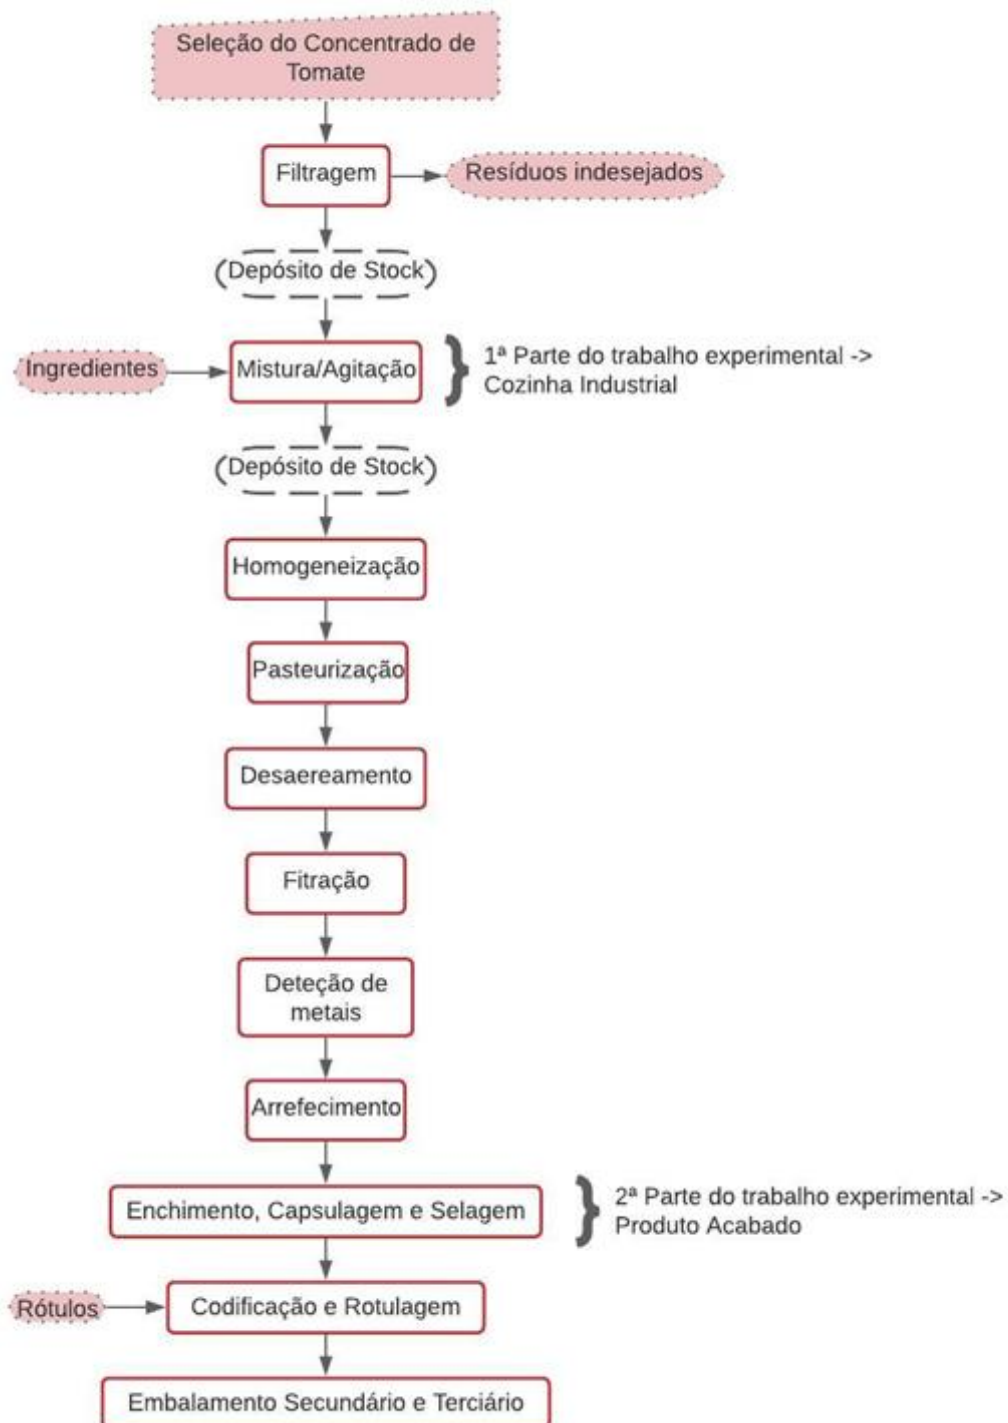 Seleção do Concentrado de
Tomate
Filtragem
Resíduos indesejados
(Depósito de Stock)
Ingredientes
Mistura/Agitação
1ª Parte do trabalho experimental ->
Cozinha Industrial
(Depósito de Stock)
Homogeneização
Pasteurização
Desaereamento
Fitração
Deteção de
metais
Arrefecimento
Enchimento, Capsulagem e Selagem
2ª Parte do trabalho experimental ->
Produto Acabado
Rótulos
Codificação e Rotulagem
Embalamento Secundário e Terciário